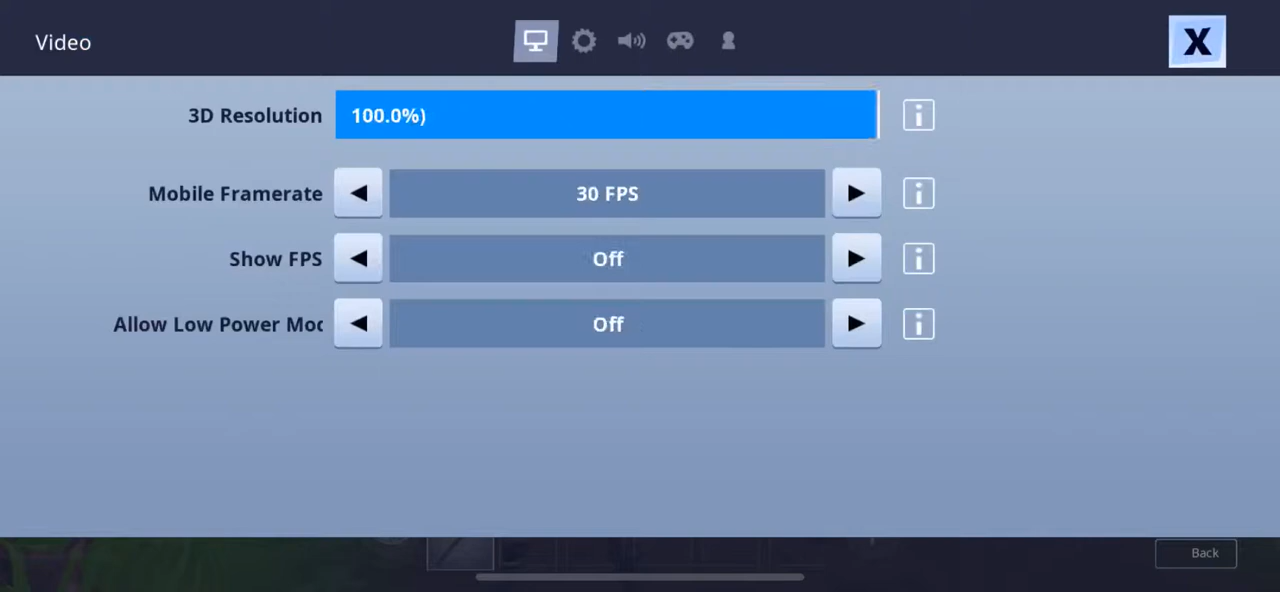 Video
X
3D Resolution 100.0%)
Mobile Framerate 30 FPS
Show FPS Off
Allow Low Power Moc Off
Back